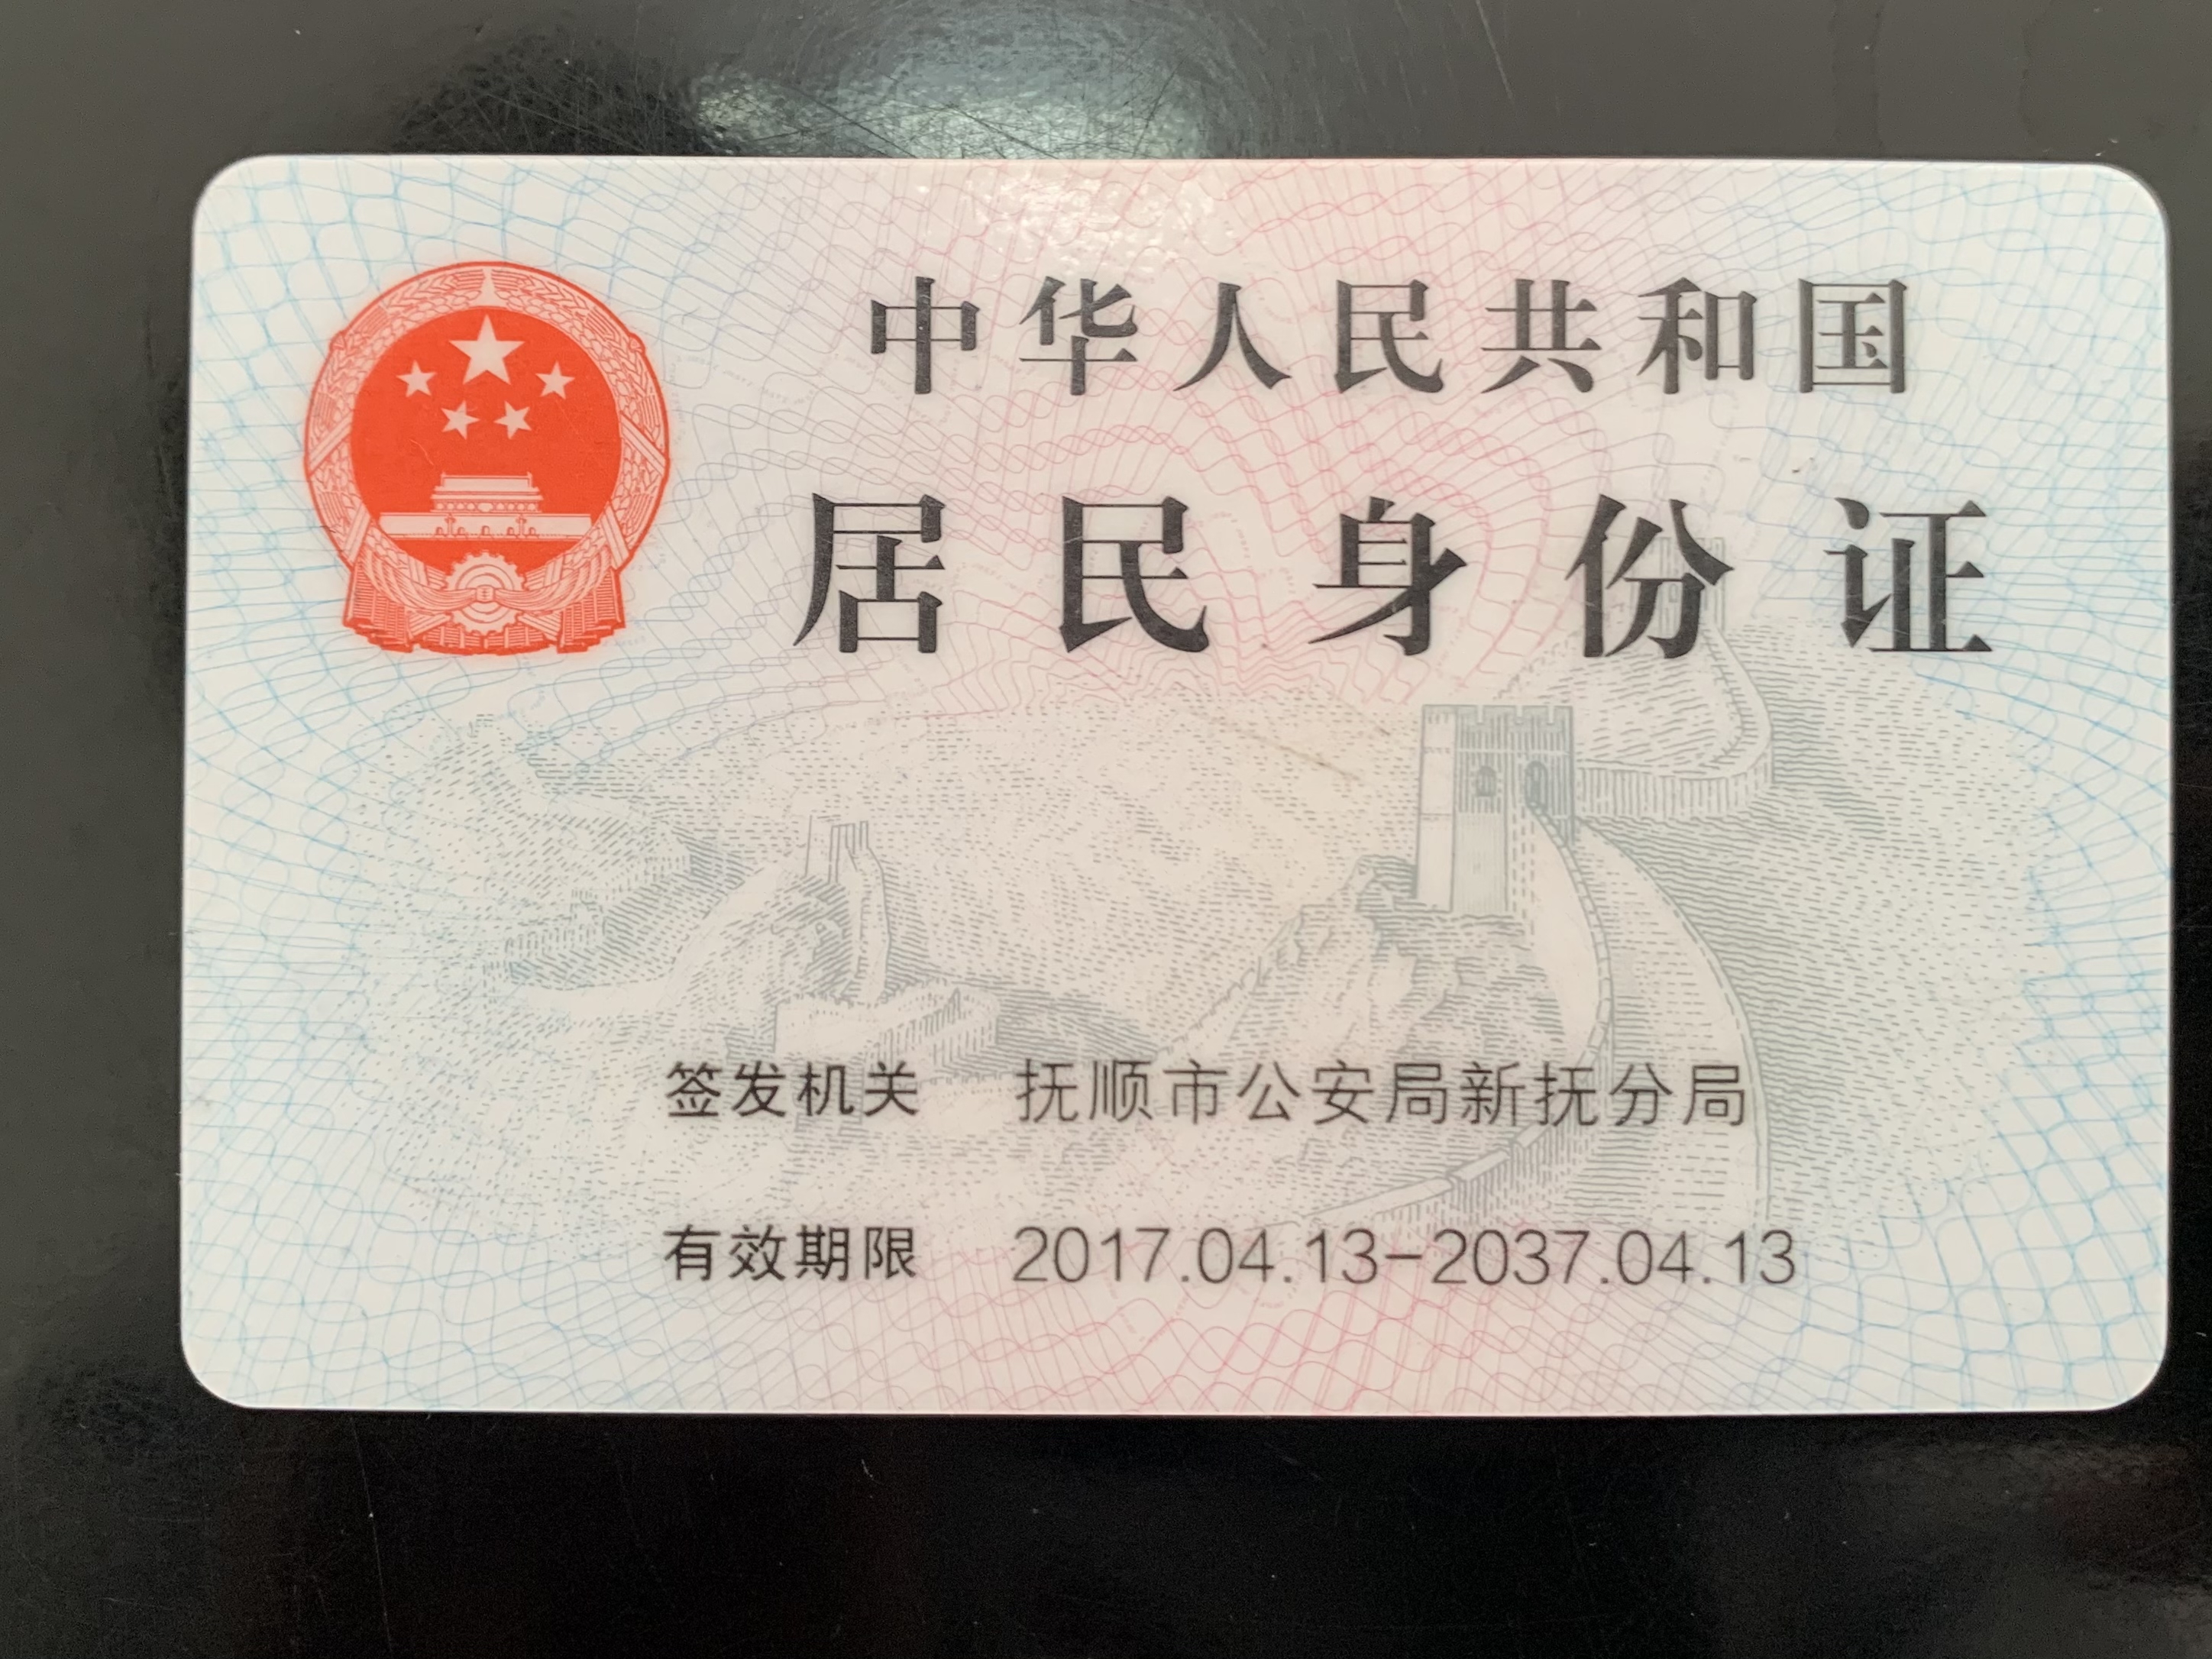 中华人民共和国
居民身份证
签发机关 抚顺市公安局新抚分局
有效期限 2017.04.13-2037.04.13